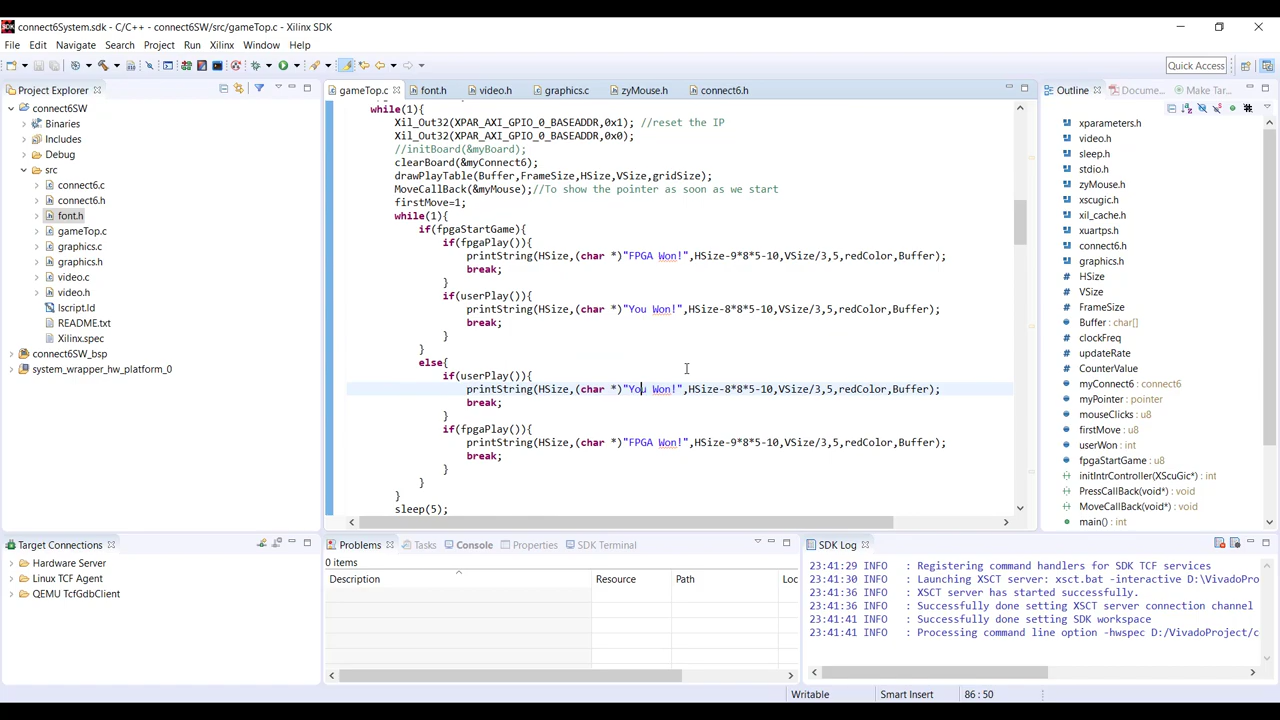 connect6System.sdk - C/C++ - connect6SW/src/gameTop.c - Xilinx SDK
File Edit Navigate Search Project Run Xilinx Window Help
Quick Access
Project Explorer
connect6SW
Binaries
Includes
Debug
src
connect6.c
connect6.h
font.h
gameTop.c
graphics.c
graphics.h
video.c
video.h
lscript.ld
README.txt
Xilinx.spec
connect6SW_bsp
system_wrapper_hw_platform_0
gameTop.c font.h video.h graphics.c zyMouse.h connect6.h
while(1){
Xil_Out32(XPAR_AXI_GPIO_0_BASEADDR,0x1); //reset the IP
Xil_Out32(XPAR_AXI_GPIO_0_BASEADDR,0x0);
//initBoard(&myBoard);
clearBoard(&myConnect6);
drawPlayTable(Buffer,FrameSize,HSize,VSize,gridSize);
MoveCallBack(&myMouse);//To show the pointer as soon as we start
firstMove=1;
while(1){
if(fpgaStartGame){
if(fpgaPlay()){
printString(HSize,(char *)"FPGA Won!",HSize-9*8*5-10,VSize/3,5,redColor,Buffer);
break;
}
if(userPlay()){
printString(HSize,(char *)"You Won!",HSize-8*8*5-10,VSize/3,5,redColor,Buffer);
break;
}
}
else{
if(userPlay()){
printString(HSize,(char *)"You Won!",HSize-8*8*5-10,VSize/3,5,redColor,Buffer);
break;
}
if(fpgaPlay()){
printString(HSize,(char *)"FPGA Won!",HSize-9*8*5-10,VSize/3,5,redColor,Buffer);
break;
}
}
}
sleep(5);
Outline Docume... Make Tar...
xparameters.h
video.h
sleep.h
stdio.h
zyMouse.h
xscugic.h
xil_cache.h
xuartps.h
connect6.h
graphics.h
HSize
VSize
FrameSize
Buffer : char[]
clockFreq
updateRate
CounterValue
myConnect6 : connect6
myPointer : pointer
mouseClicks : u8
firstMove : u8
userWon : int
fpgaStartGame : u8
initIntrController(XScuGic*) : int
PressCallBack(void*) : void
MoveCallBack(void*) : void
main() : int
Target Connections
Hardware Server
Linux TCF Agent
QEMU TcfGdbClient
Problems Tasks Console Properties SDK Terminal
0 items
Description Resource Path Loc
SDK Log
23:41:29 INFO : Registering command handlers for SDK TCF services
23:41:30 INFO : Launching XSCT server: xsct.bat -interactive D:\VivadoPro
23:41:36 INFO : XSCT server has started successfully.
23:41:36 INFO : Successfully done setting XSCT server connection channel
23:41:41 INFO : Successfully done setting SDK workspace
23:41:41 INFO : Processing command line option -hwspec D:/VivadoProject/c
Writable Smart Insert 86 : 50